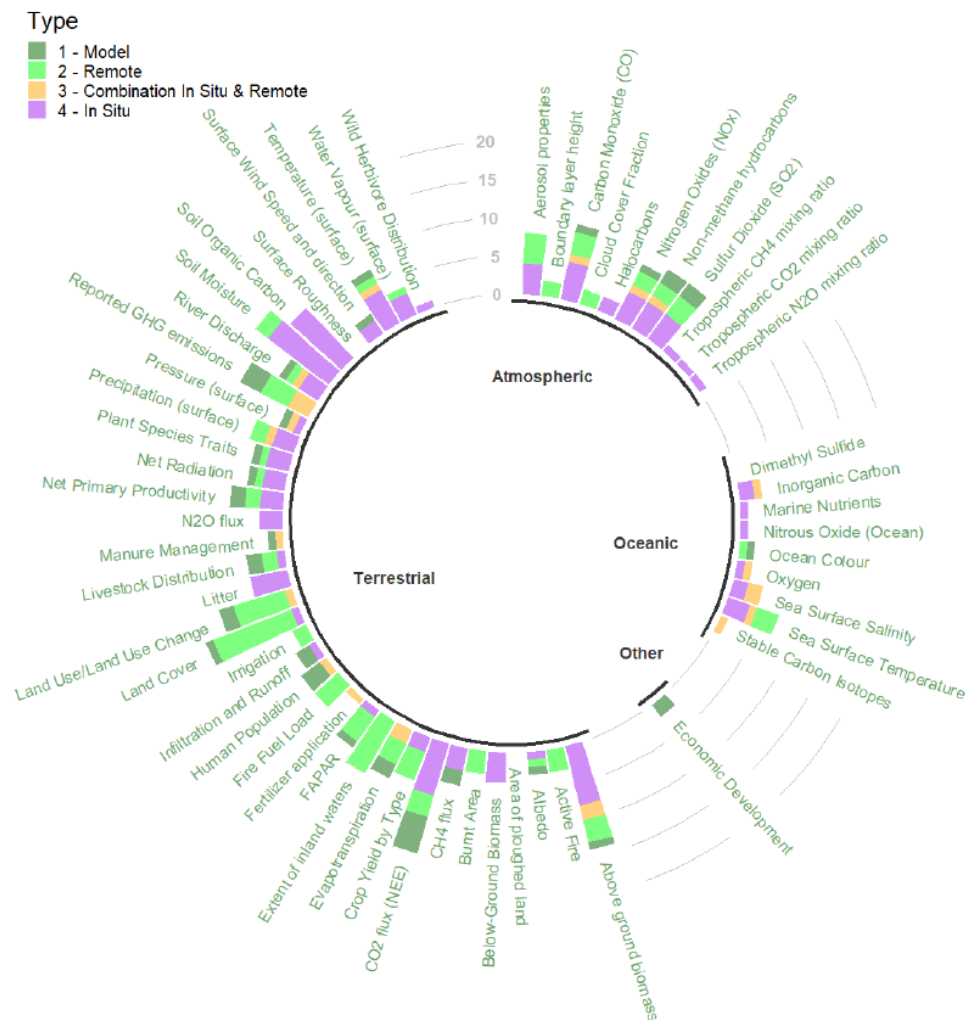 Type
1 - Model
2 - Remote
3 - Combination In Situ & Remote
4 - In Situ
20
15
10
5
0
Aerosol properties
Boundary layer height
Carbon Monoxide (CO)
Cloud Cover Fraction
Halocarbons
Nitrogen Oxides (NOx)
Non-methane hydrocarbons
Sulfur Dioxide (SO2)
Tropospheric CH4 mixing ratio
Tropospheric CO2 mixing ratio
Tropospheric N2O mixing ratio
Atmospheric
Dimethyl Sulfide
Inorganic Carbon
Marine Nutrients
Nitrous Oxide (Ocean)
Ocean Colour
Oxygen
Sea Surface Salinity
Sea Surface Temperature
Stable Carbon Isotopes
Oceanic
Other
Economic Development
Above ground biomass
Active Fire
Albedo
Area of ploughed land
Below-Ground Biomass
Burnt Area
CH4 flux
CO2 flux (NEE)
Crop Yield by Type
Evapotranspiration
Extent of inland waters
FAPAR
Fertilizer application
Fire Fuel Load
Human Population
Infiltration and Runoff
Irrigation
Land Cover
Land Use/Land Use Change
Litter
Livestock Distribution
Manure Management
N2O flux
Net Primary Productivity
Net Radiation
Plant Species Traits
Precipitation (surface)
Pressure (surface)
Reported GHG emissions
River Discharge
Soil Moisture
Soil Organic Carbon
Surface Roughness
Surface Wind Speed and direction
Temperature (surface)
Water Vapour (surface)
Wild Herbivore Distribution
Terrestrial